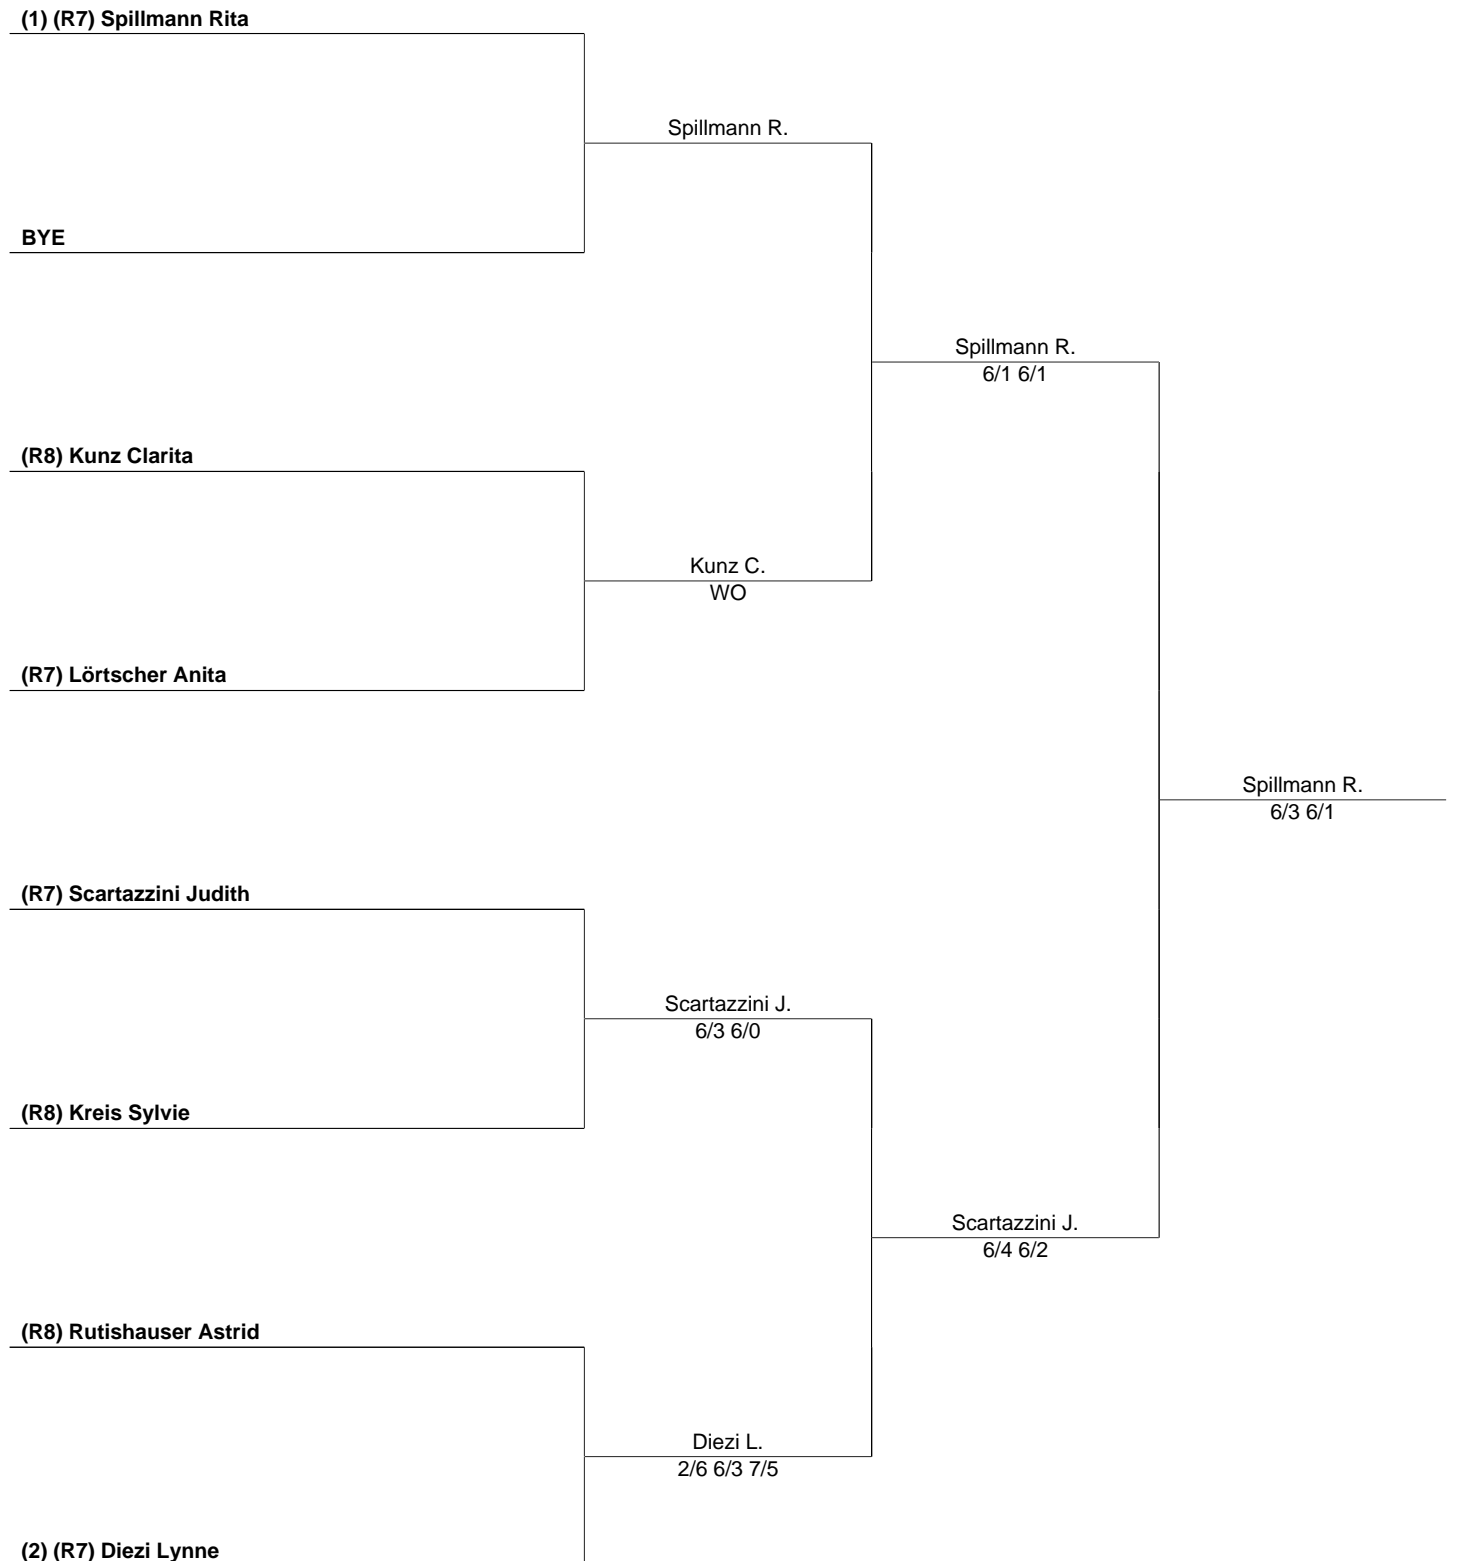 (1) (R7) Spillmann Rita
Spillmann R.
BYE
Spillmann R.
6/1 6/1
(R8) Kunz Clarita
Kunz C.
WO
(R7) Lörtscher Anita
Spillmann R.
6/3 6/1
(R7) Scartazzini Judith
Scartazzini J.
6/3 6/0
(R8) Kreis Sylvie
Scartazzini J.
6/4 6/2
(R8) Rutishauser Astrid
Diezi L.
2/6 6/3 7/5
(2) (R7) Diezi Lynne